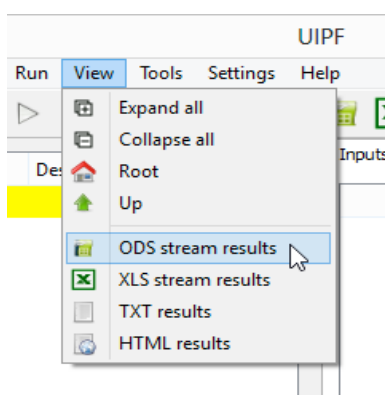 UIPF
Run View Tools Settings Help
Expand all
Collapse all
Inputs
Root
Up
ODS stream results
XLS stream results
TXT results
HTML results